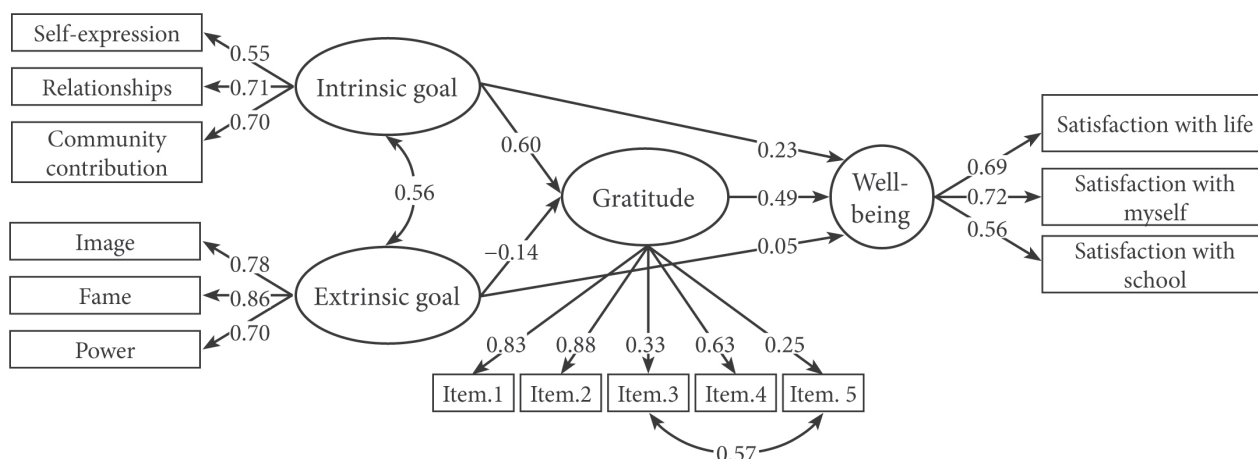 Self-expression
0.55
Relationships
0.71
Community
contribution
0.70
Intrinsic goal
0.60
0.23
0.56
Image
0.78
Fame
0.86
Power
0.70
Extrinsic goal
−0.14
0.05
Gratitude
0.49
Well-
being
0.69
Satisfaction with life
0.72
Satisfaction with
myself
0.56
Satisfaction with
school
0.83
0.88
0.33
0.63
0.25
Item.1
Item.2
Item.3
Item.4
Item. 5
0.57